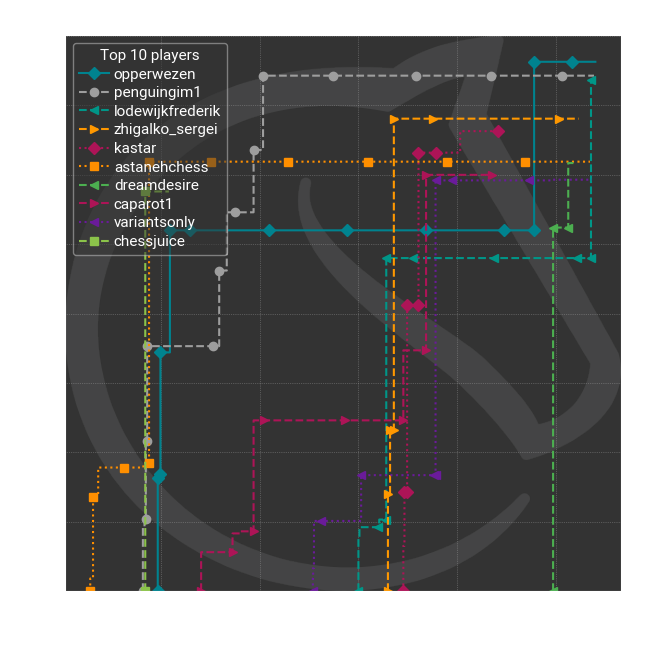 Top 10 players
opperwezen
penguingim1
lodewijkfrederik
zhigalko_sergei
kastar
astanehchess
dreamdesire
caparot1
variantsonly
chessjuice